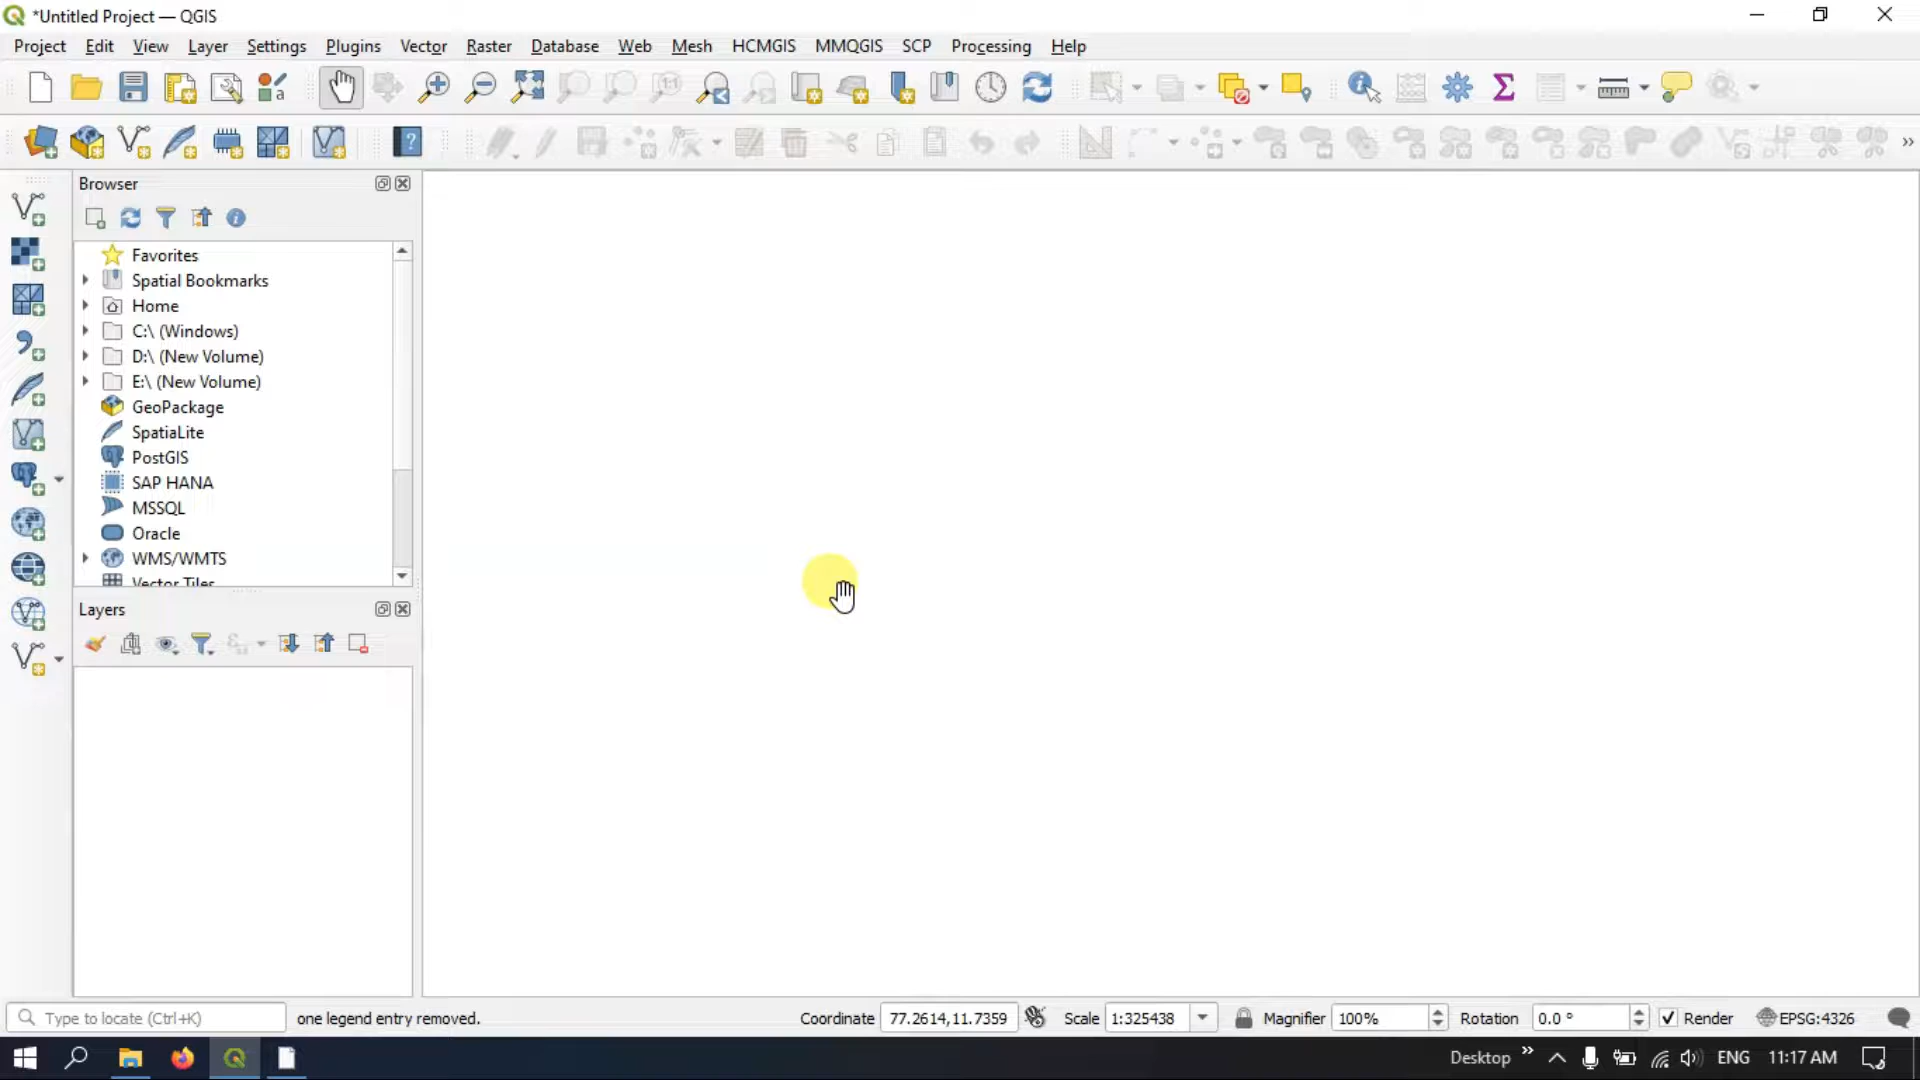 *Untitled Project — QGIS
Project Edit View Layer Settings Plugins Vector Raster Database Web Mesh HCMGIS MMQGIS SCP Processing Help
Browser
Favorites
Spatial Bookmarks
Home
C:\ (Windows)
D:\ (New Volume)
E:\ (New Volume)
GeoPackage
SpatiaLite
PostGIS
SAP HANA
MSSQL
Oracle
WMS/WMTS
Vector Tiles
Layers
Type to locate (Ctrl+K) one legend entry removed. Coordinate 77.2614,11.7359 Scale 1:325438 Magnifier 100% Rotation 0.0 ° Render EPSG:4326
Desktop » ENG 11:17 AM